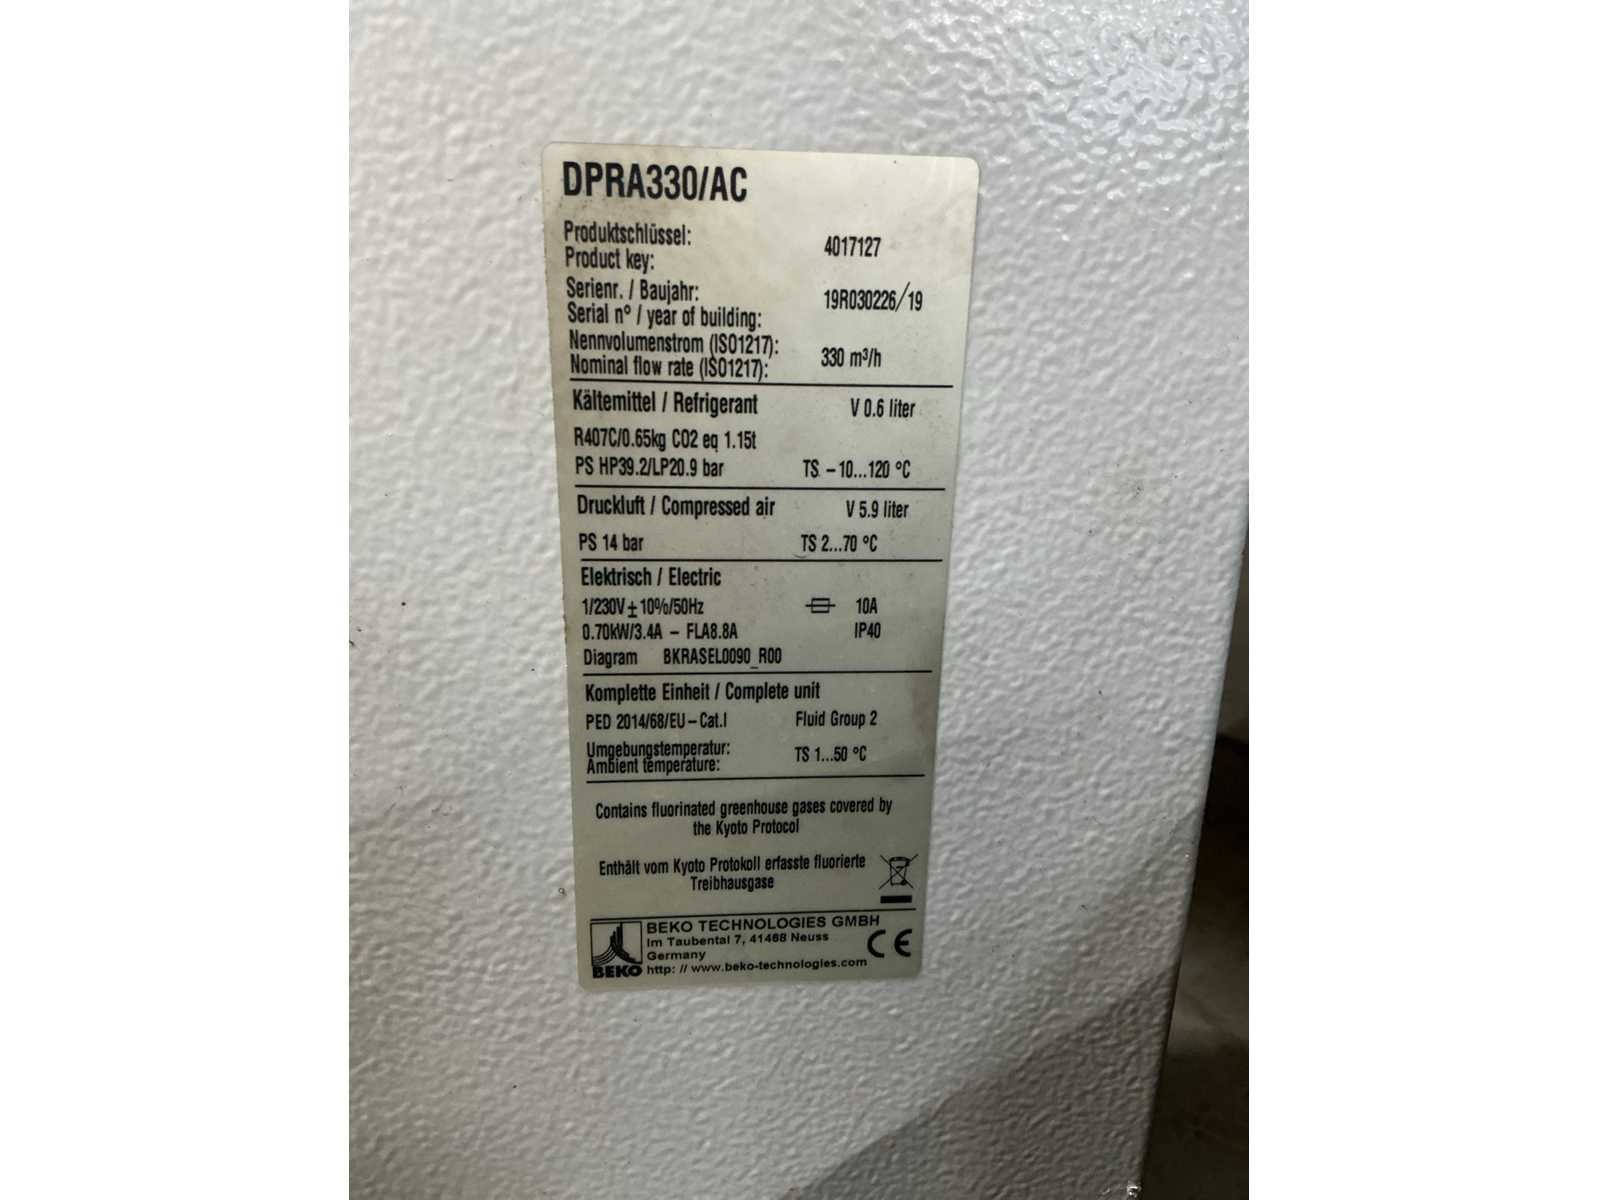 DPRA330/AC
Produktschlüssel:
Product key: 4017127
Serienr. / Baujahr:
Serial n° / year of building: 19R030226/19
Nennvolumenstrom (ISO1217):
Nominal flow rate (ISO1217): 330 m³/h
Kältemittel / Refrigerant V 0.6 liter
R407C/0.65kg CO2 eq 1.15t
PS HP39.2/LP20.9 bar TS -10...120 °C
Druckluft / Compressed air V 5.9 liter
PS 14 bar TS 2...70 °C
Elektrisch / Electric
1/230V±10%/50Hz 10A
0.70kW/3.4A - FLA8.8A IP40
Diagram BKRASEL0090_R00
Komplette Einheit / Complete unit
PED 2014/68/EU-Cat.I Fluid Group 2
Umgebungstemperatur:
Ambient temperature: TS 1...50 °C
Contains fluorinated greenhouse gases covered by
the Kyoto Protocol
Enthält vom Kyoto Protokoll erfasste fluorierte
Treibhausgase
BEKO TECHNOLOGIES GMBH
Im Taubental 7, 41468 Neuss
Germany
http: // www.beko-technologies.com
BEKO
CE